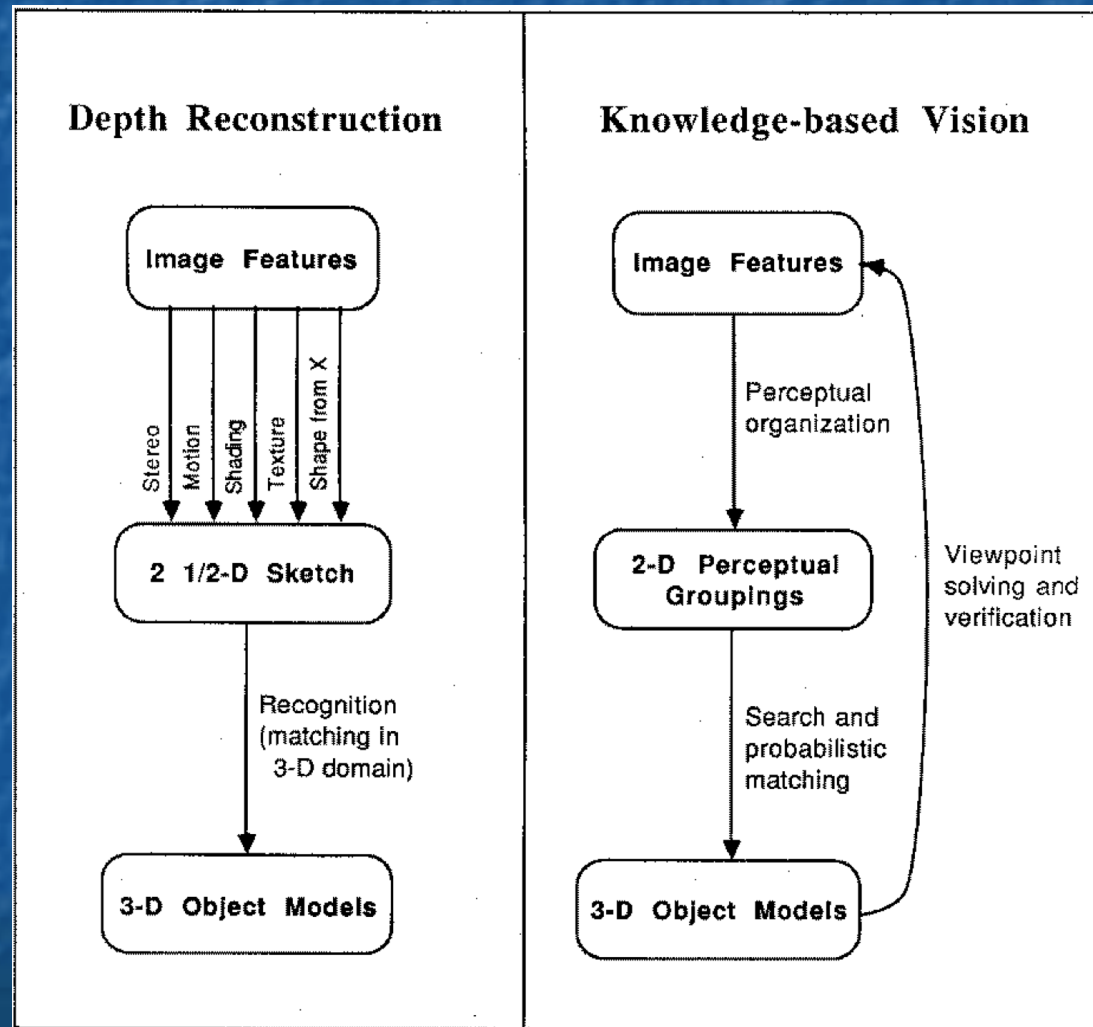 Depth Reconstruction
Image Features
Stereo
Motion
Shading
Texture
Shape from X
2 1/2-D Sketch
Recognition
(matching in
3-D domain)
3-D Object Models
Knowledge-based Vision
Image Features
Perceptual
organization
2-D Perceptual
Groupings
Viewpoint
solving and
verification
Search and
probabilistic
matching
3-D Object Models